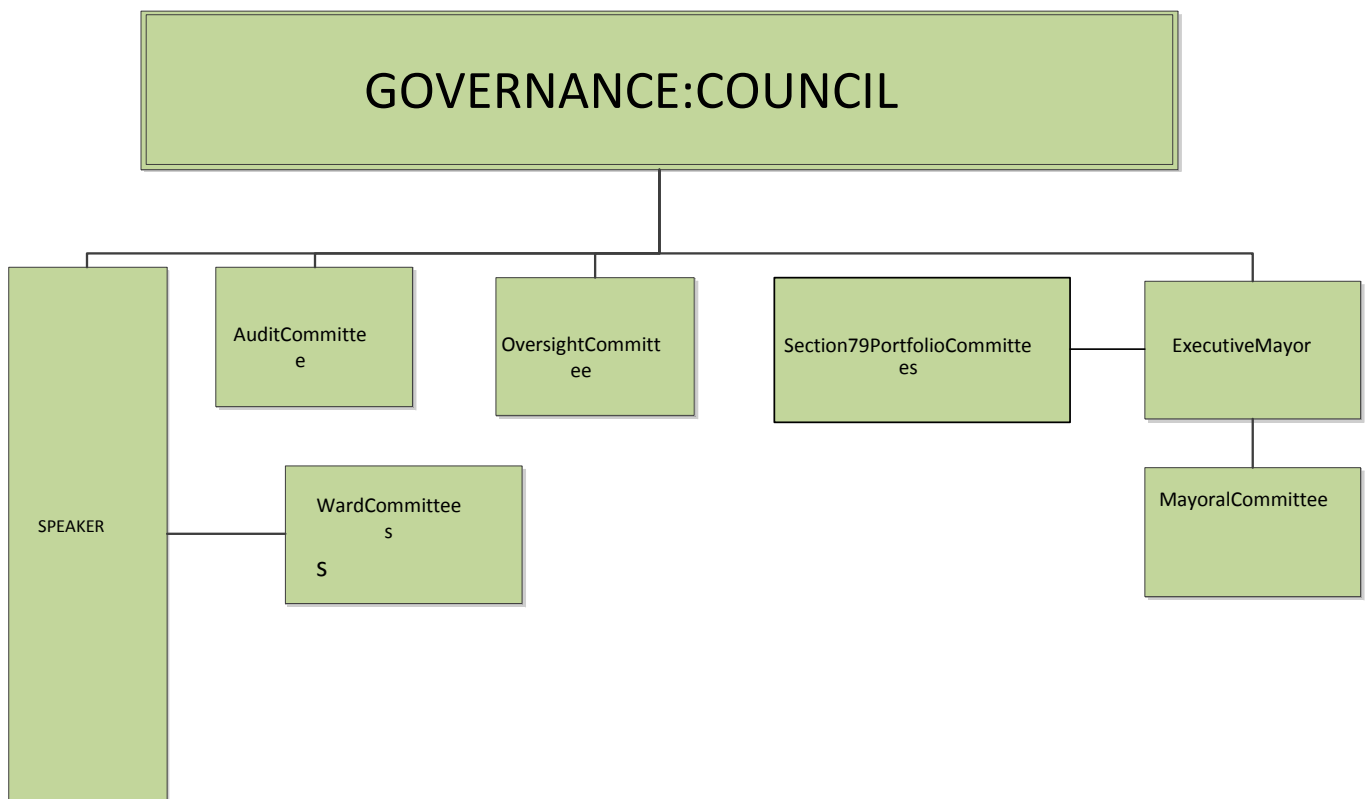 GOVERNANCE:COUNCIL
AuditCommitte
e
OversightCommitt
ee
Section79PortfolioCommitte
es
ExecutiveMayor
SPEAKER
WardCommittee
s
s
MayoralCommittee